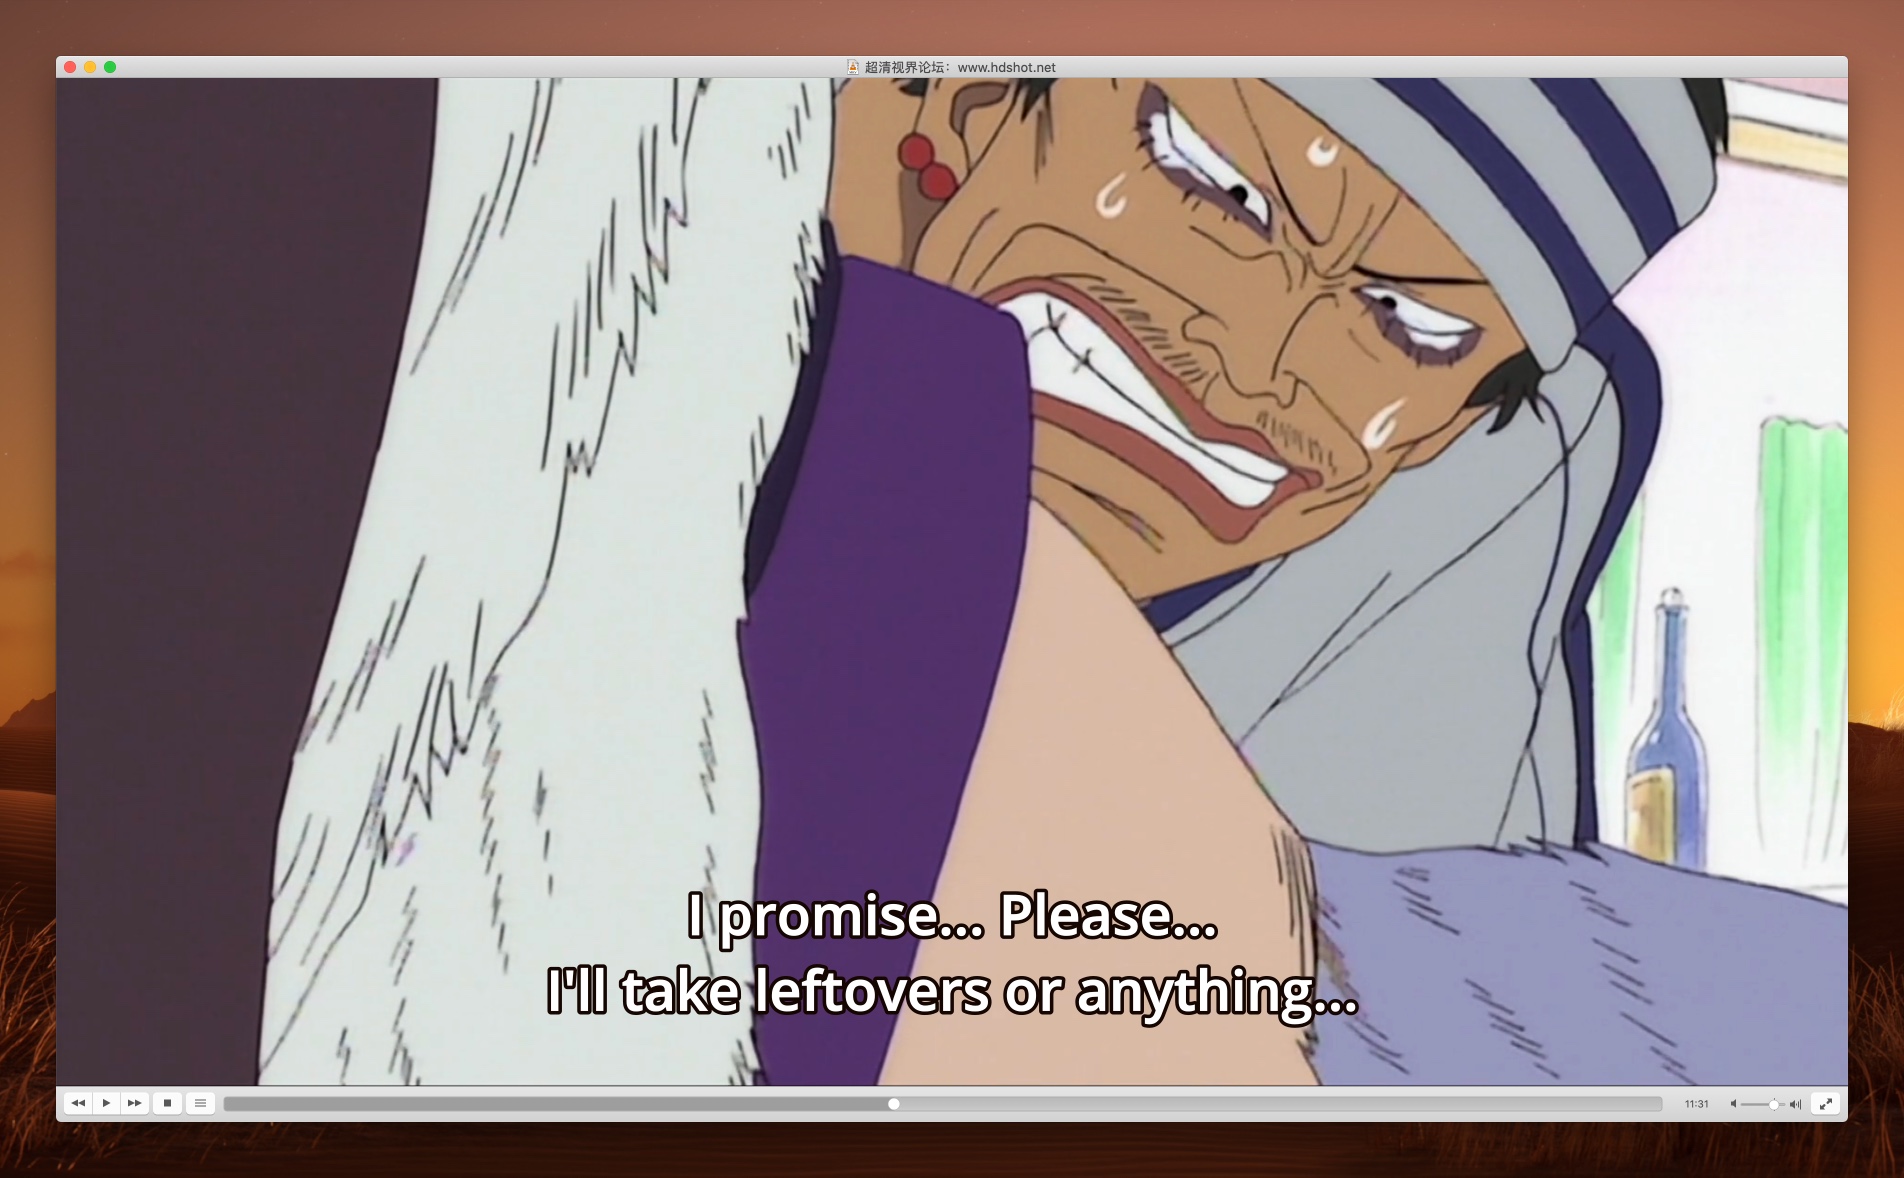 超清视界论坛：www.hdshot.net
I promise... Please...
I'll take leftovers or anything...
11:31